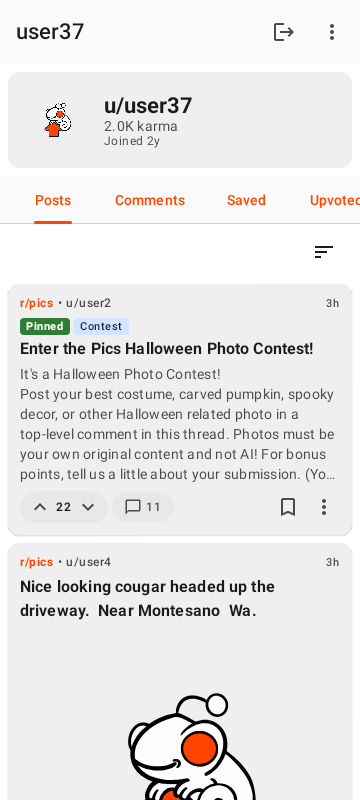 user37
u/user37
2.0K karma
Joined 2y
Posts Comments Saved Upvoted
r/pics • u/user2 3h
Pinned Contest
Enter the Pics Halloween Photo Contest!
It's a Halloween Photo Contest!
Post your best costume, carved pumpkin, spooky
decor, or other Halloween related photo in a
top-level comment in this thread. Photos must be
your own original content and not AI! For bonus
points, tell us a little about your submission. (Yo…
22 11
r/pics • u/user4 3h
Nice looking cougar headed up the
driveway. Near Montesano Wa.